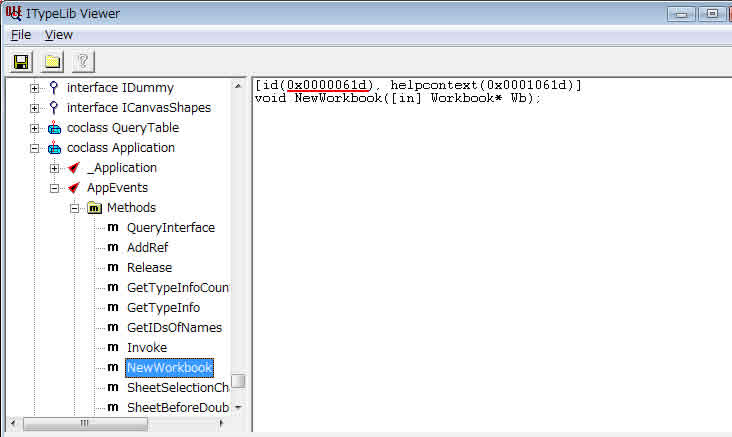 ITypeLib Viewer
File View
interface IDummy
interface ICanvasShapes
coclass QueryTable
coclass Application
_Application
AppEvents
m Methods
m QueryInterface
m AddRef
m Release
m GetTypeInfoCoun
m GetTypeInfo
m GetIDsOfNames
m Invoke
m NewWorkbook
m SheetSelectionCh
m SheetBeforeDoub
[id(0x0000061d), helpcontext(0x0001061d)]
void NewWorkbook([in] Workbook* Wb);